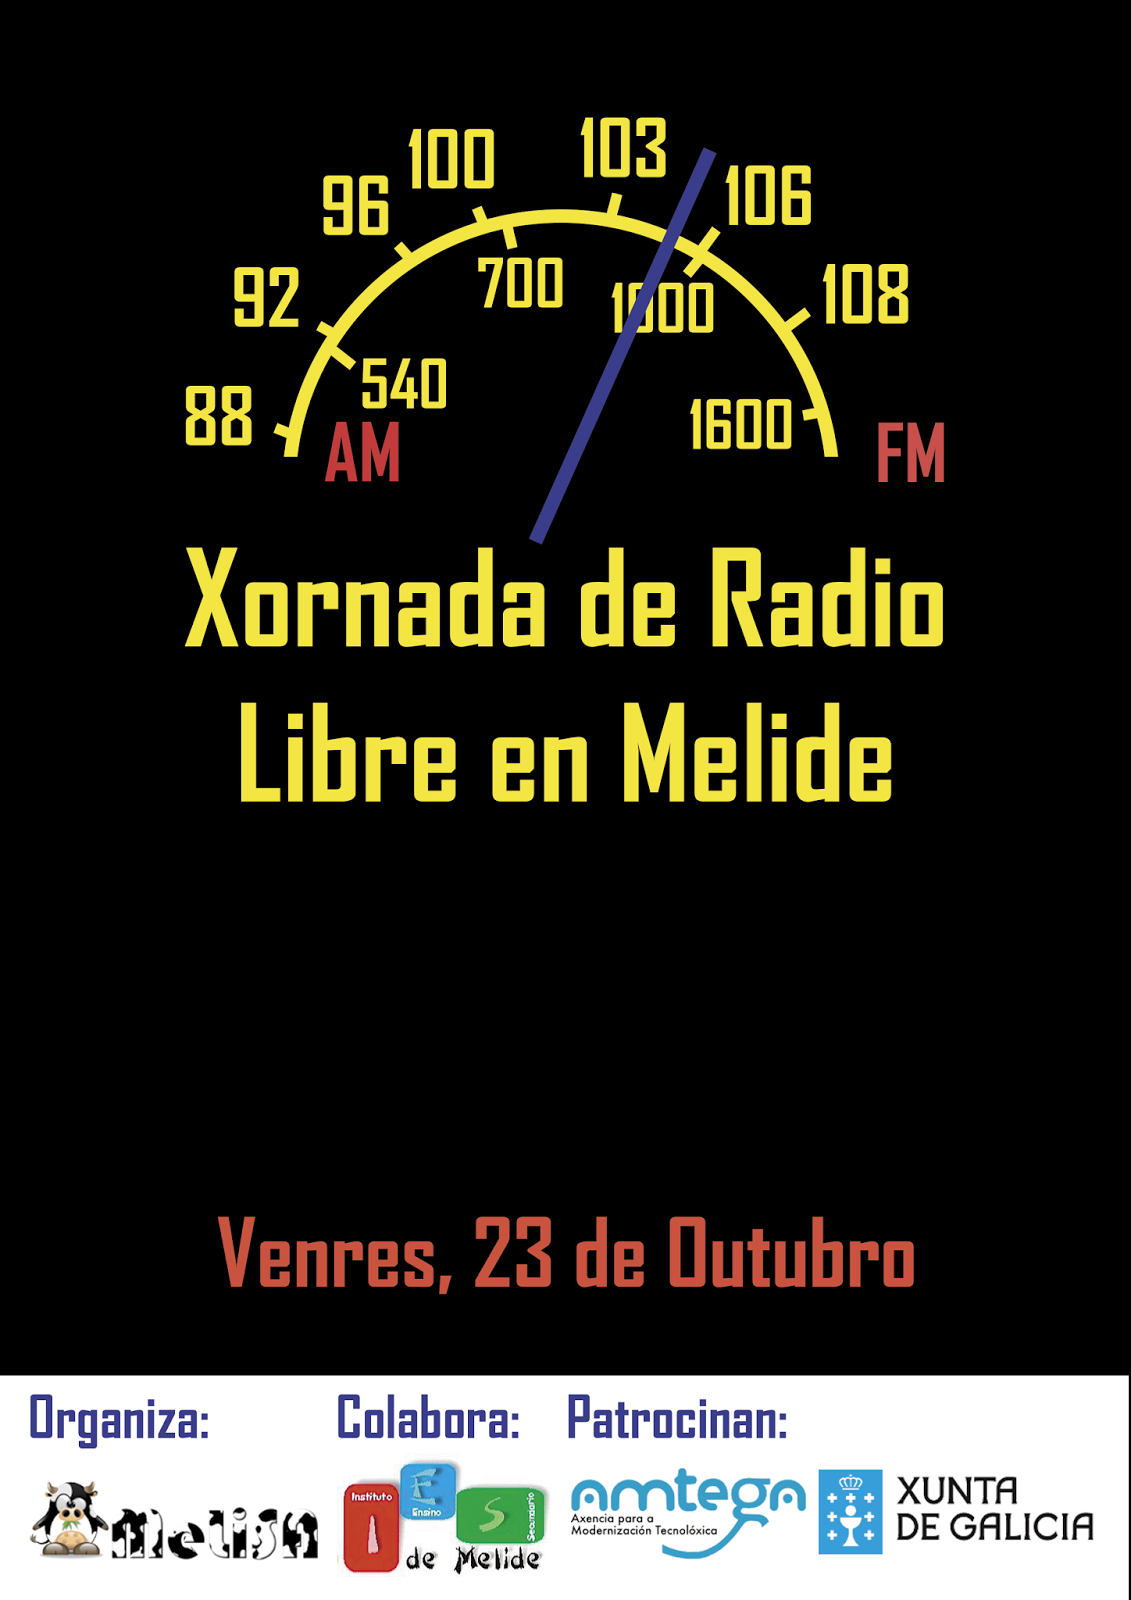 88
92
96
100
103
106
108
540
700
1000
1600
AM
FM
Xornada de Radio
Libre en Melide
Venres, 23 de Outubro
Organiza:
Colabora:
Patrocinan:
Melisa
Instituto
I
E
Ensino
S
Secundario
de Melide
amtega
Axencia para a
Modernización Tecnolóxica
XUNTA
DE GALICIA